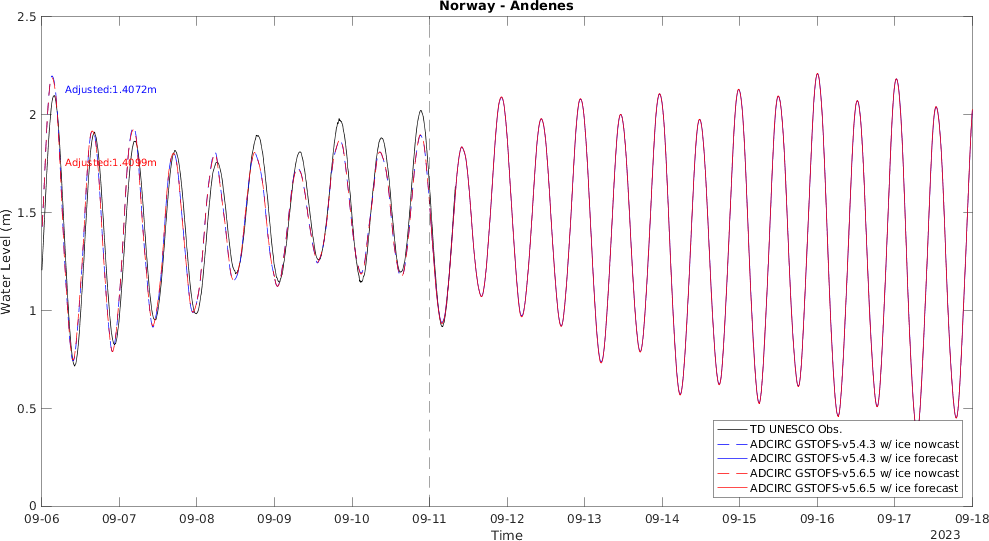 Norway - Andenes
2.5
2
1.5
1
0.5
0
Water Level (m)
Adjusted:1.4072m
Adjusted:1.4099m
TD UNESCO Obs.
ADCIRC GSTOFS-v5.4.3 w/ ice nowcast
ADCIRC GSTOFS-v5.4.3 w/ ice forecast
ADCIRC GSTOFS-v5.6.5 w/ ice nowcast
ADCIRC GSTOFS-v5.6.5 w/ ice forecast
09-06 09-07 09-08 09-09 09-10 09-11 09-12 09-13 09-14 09-15 09-16 09-17 09-18
Time
2023